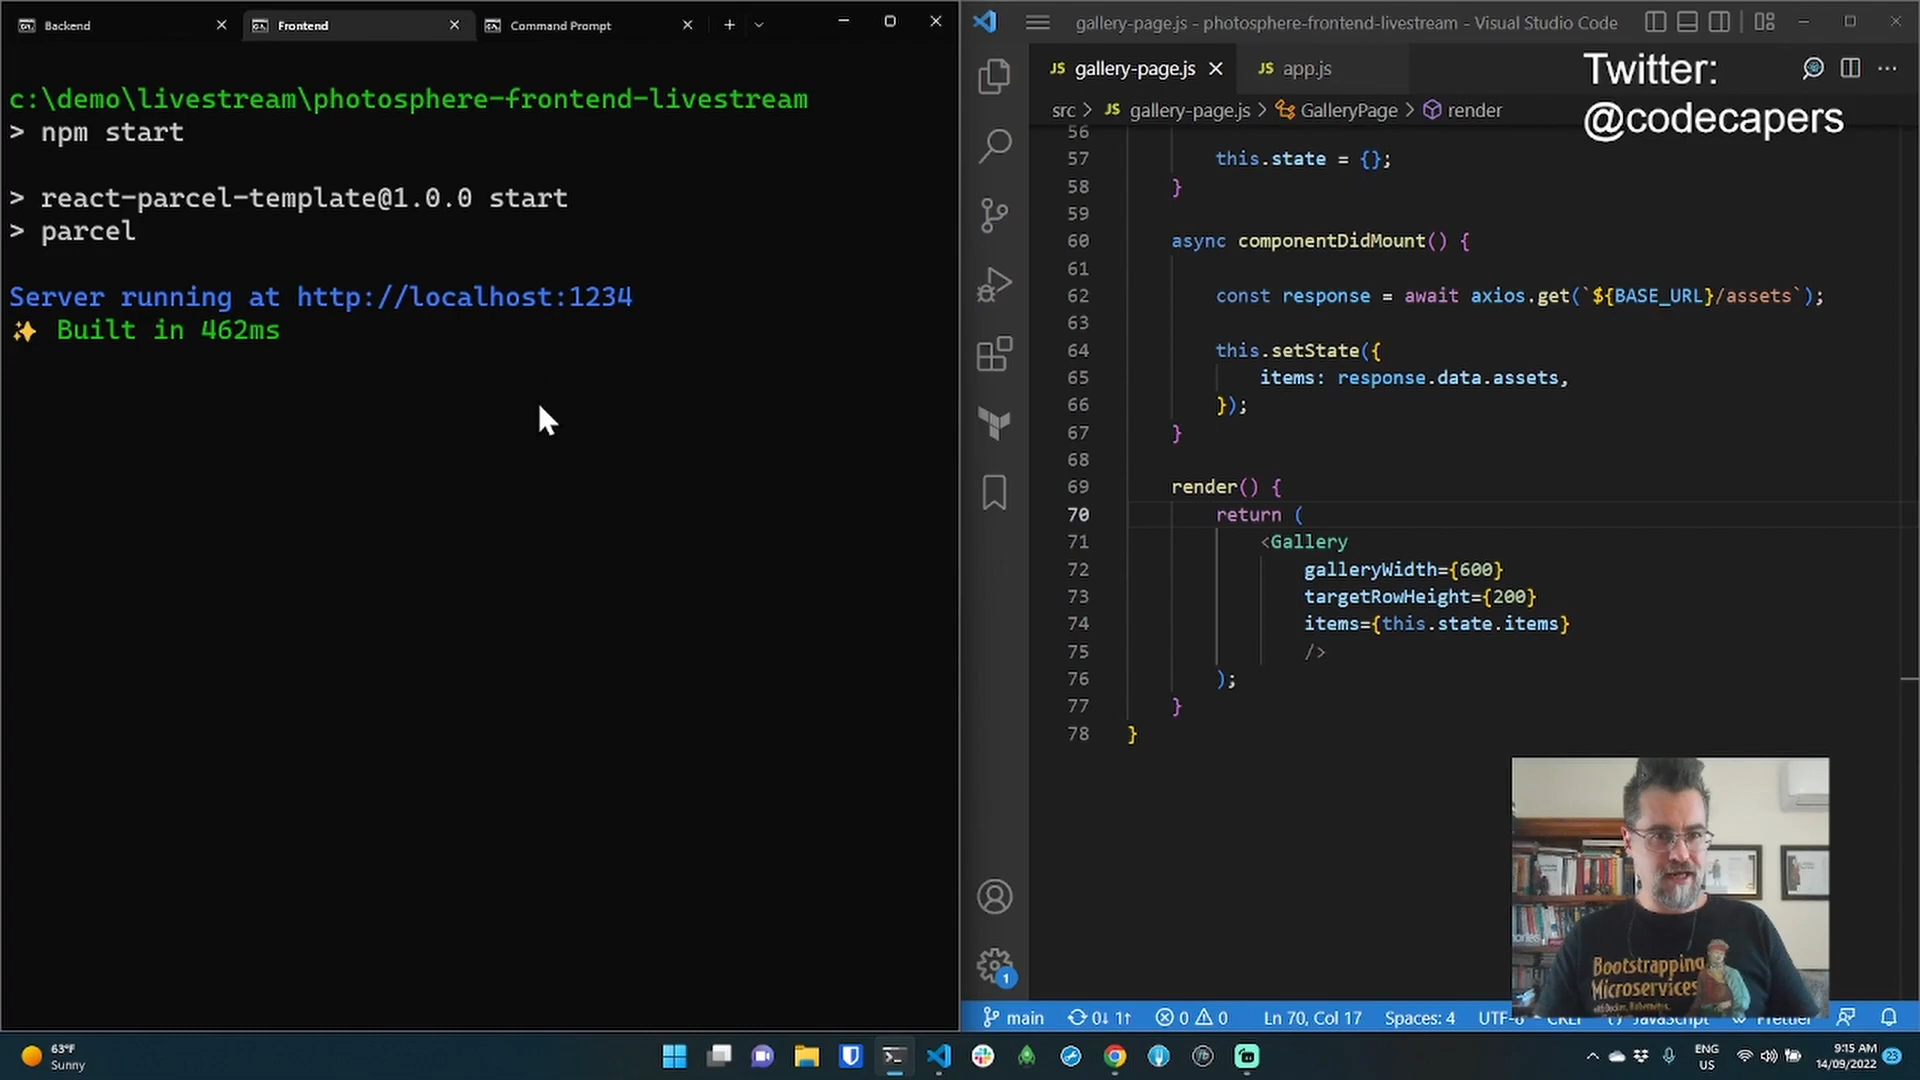 Backend
Frontend
Command Prompt
c:\demo\livestream\photosphere-frontend-livestream
> npm start
> react-parcel-template@1.0.0 start
> parcel
Server running at http://localhost:1234
✨ Built in 462ms
gallery-page.js - photosphere-frontend-livestream - Visual Studio Code
JS gallery-page.js
JS app.js
Twitter:
@codecapers
src > JS gallery-page.js > GalleryPage > render
56
57 this.state = {};
58 }
59
60 async componentDidMount() {
61
62 const response = await axios.get(`${BASE_URL}/assets`);
63
64 this.setState({
65 items: response.data.assets,
66 });
67 }
68
69 render() {
70 return (
71 <Gallery
72 galleryWidth={600}
73 targetRowHeight={200}
74 items={this.state.items}
75 />
76 );
77 }
78 }
Bootstrapping
Microservices
1
main 0↓ 1↑ 0 0 Ln 70, Col 17 Spaces: 4 UTF-8 CRLF {} JavaScript Prettier
63°F
Sunny
ENG
US
9:15 AM
14/09/2022
23